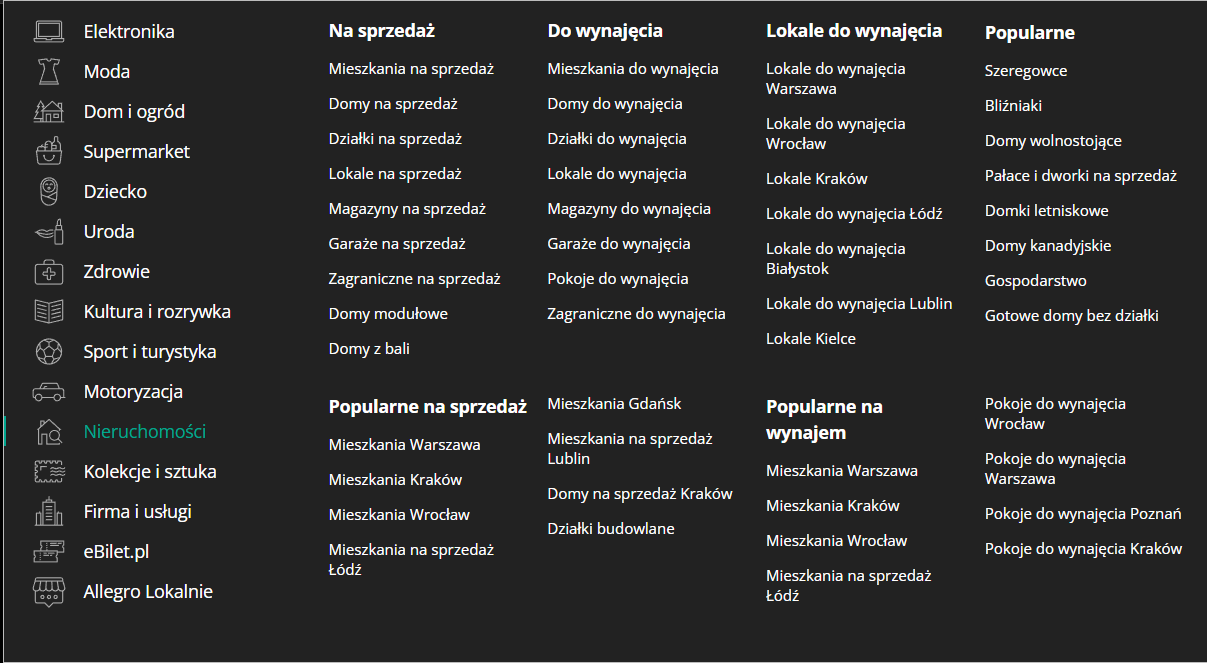 Elektronika
Moda
Dom i ogród
Supermarket
Dziecko
Uroda
Zdrowie
Kultura i rozrywka
Sport i turystyka
Motoryzacja
Nieruchomości
Kolekcje i sztuka
Firma i usługi
eBilet.pl
Allegro Lokalnie
Na sprzedaż
Mieszkania na sprzedaż
Domy na sprzedaż
Działki na sprzedaż
Lokale na sprzedaż
Magazyny na sprzedaż
Garaże na sprzedaż
Zagraniczne na sprzedaż
Domy modułowe
Domy z bali
Do wynajęcia
Mieszkania do wynajęcia
Domy do wynajęcia
Działki do wynajęcia
Lokale do wynajęcia
Magazyny do wynajęcia
Garaże do wynajęcia
Pokoje do wynajęcia
Zagraniczne do wynajęcia
Lokale do wynajęcia
Lokale do wynajęcia
Warszawa
Lokale do wynajęcia
Wrocław
Lokale Kraków
Lokale do wynajęcia Łódź
Lokale do wynajęcia
Białystok
Lokale do wynajęcia Lublin
Lokale Kielce
Popularne
Szeregowce
Bliźniaki
Domy wolnostojące
Pałace i dworki na sprzedaż
Domki letniskowe
Domy kanadyjskie
Gospodarstwo
Gotowe domy bez działki
Popularne na sprzedaż
Mieszkania Warszawa
Mieszkania Kraków
Mieszkania Wrocław
Mieszkania na sprzedaż
Łódź
Mieszkania Gdańsk
Mieszkania na sprzedaż
Lublin
Domy na sprzedaż Kraków
Działki budowlane
Popularne na
wynajem
Mieszkania Warszawa
Mieszkania Kraków
Mieszkania Wrocław
Mieszkania na sprzedaż
Łódź
Pokoje do wynajęcia
Wrocław
Pokoje do wynajęcia
Warszawa
Pokoje do wynajęcia Poznań
Pokoje do wynajęcia Kraków